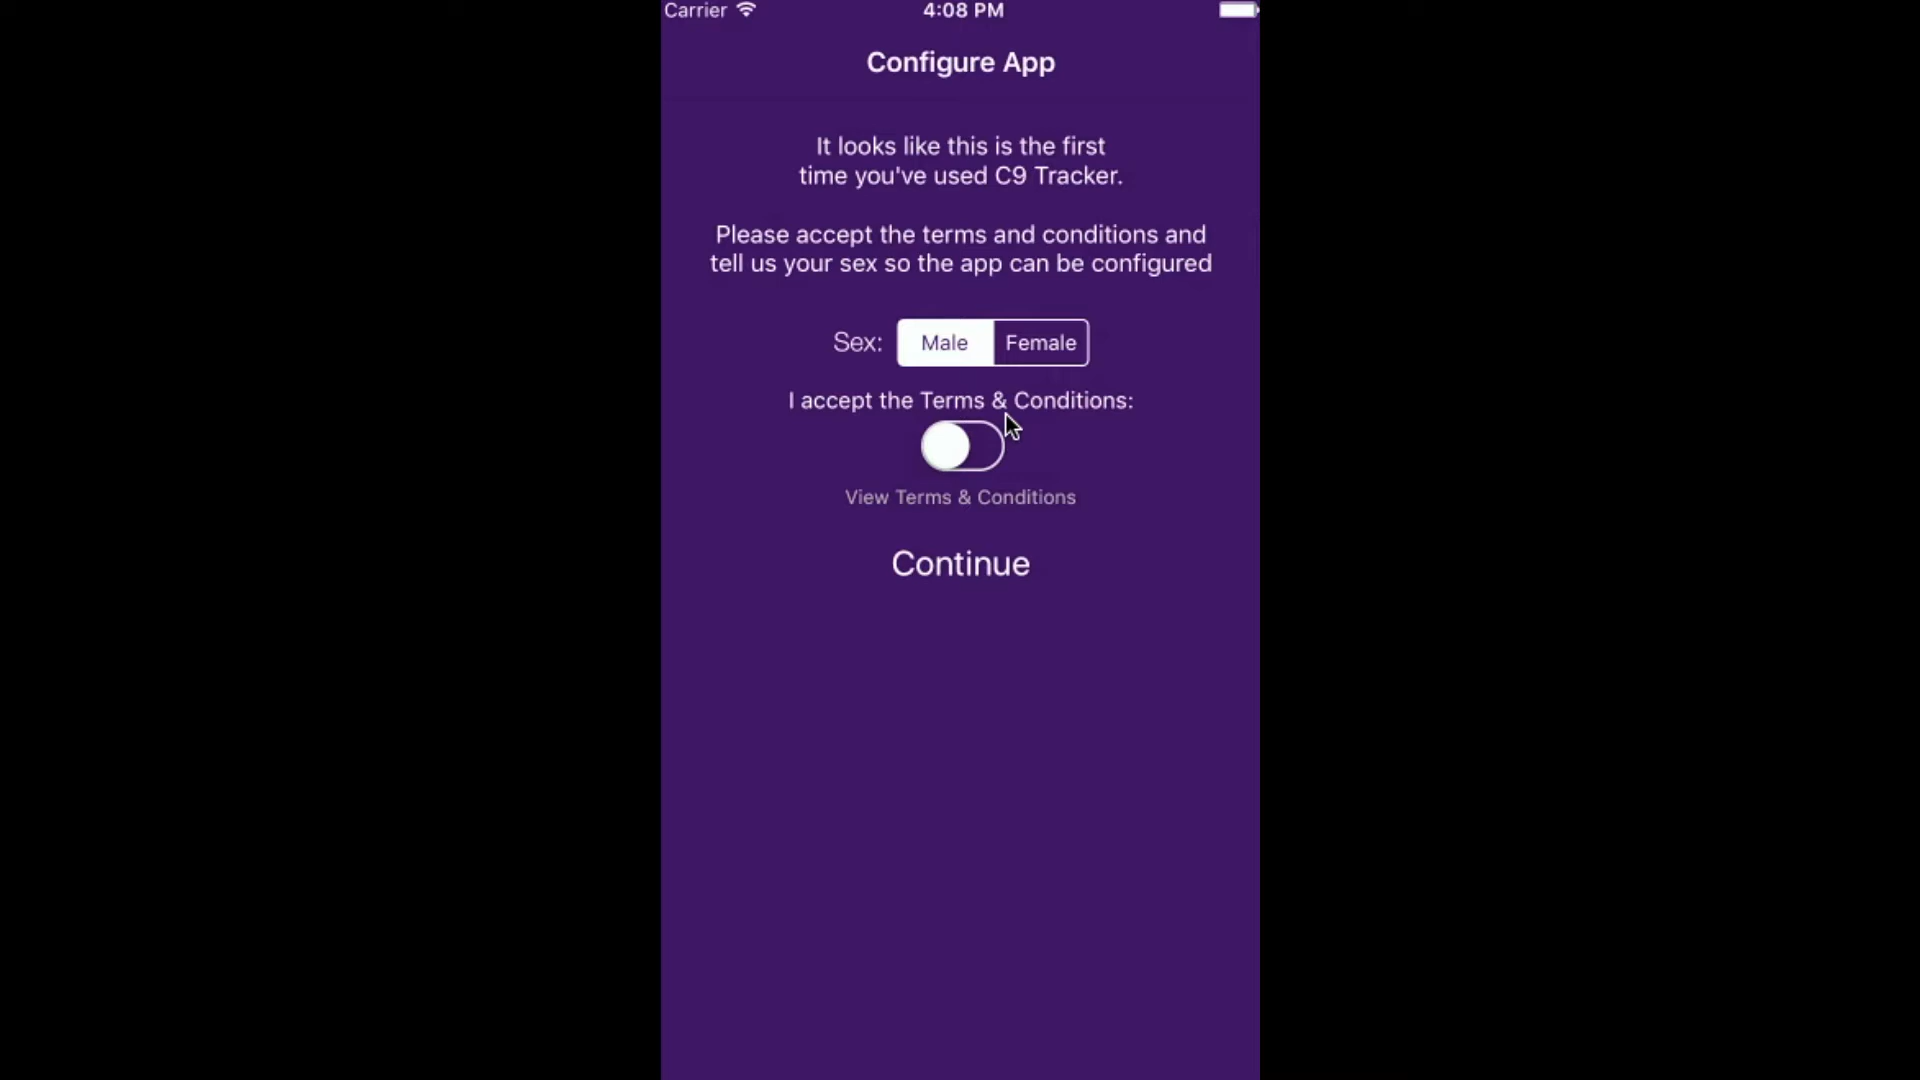 Carrier
4:08 PM
Configure App
It looks like this is the first
time you've used C9 Tracker.
Please accept the terms and conditions and
tell us your sex so the app can be configured
Sex: Male Female
I accept the Terms & Conditions:
View Terms & Conditions
Continue